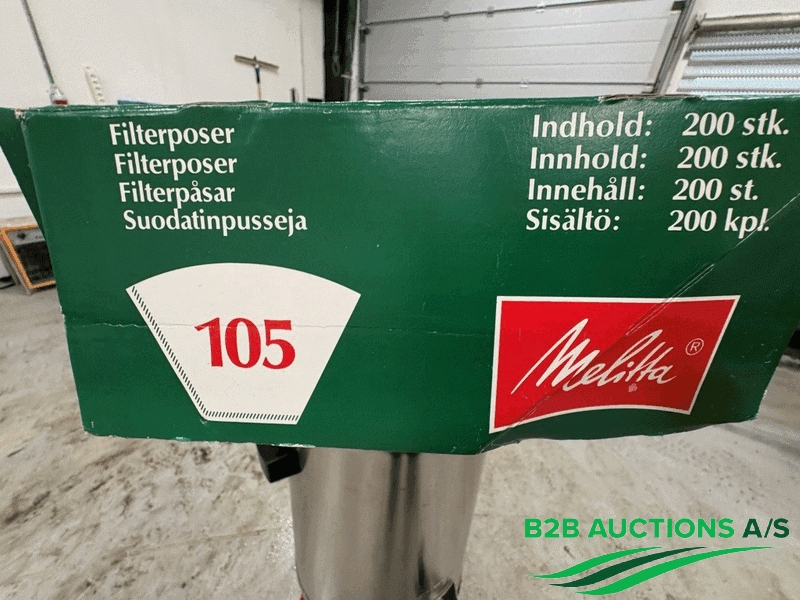 Filterposer
Filterposer
Filterpåsar
Suodatinpusseja
Indhold: 200 stk.
Innhold: 200 stk.
Innehåll: 200 st.
Sisältö: 200 kpl.
105
Melitta ®
B2B AUCTIONS A/S